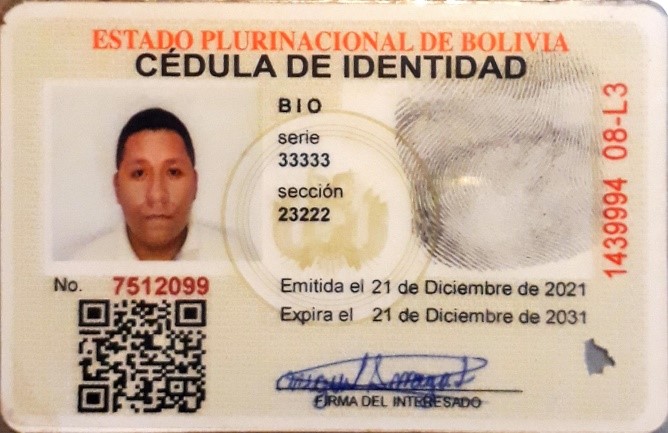 ESTADO PLURINACIONAL DE BOLIVIA
CÉDULA DE IDENTIDAD
BIO
serie
33333
sección
23222
1439994 08-L3
No. 7512099
Emitida el 21 de Diciembre de 2021
Expira el 21 de Diciembre de 2031
FIRMA DEL INTERESADO